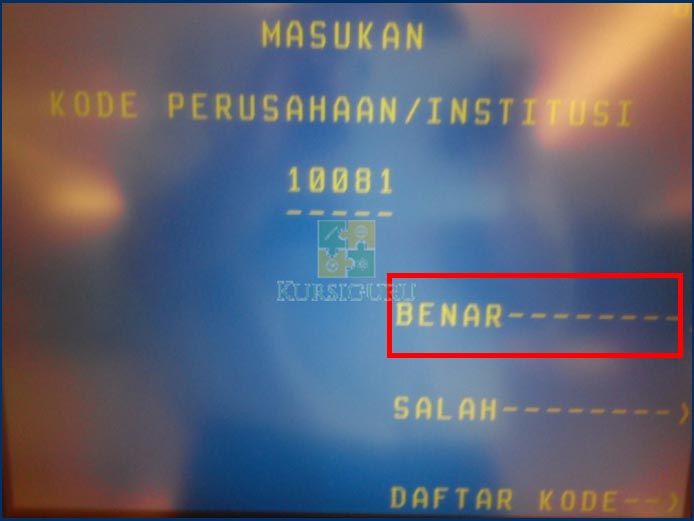 MASUKAN
KODE PERUSAHAAN/INSTITUSI
10081
-----
KURSIGURU
BENAR--------
SALAH-------->
DAFTAR KODE-->